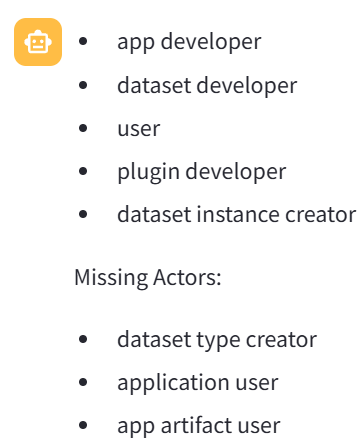 • app developer
• dataset developer
• user
• plugin developer
• dataset instance creator
Missing Actors:
• dataset type creator
• application user
• app artifact user